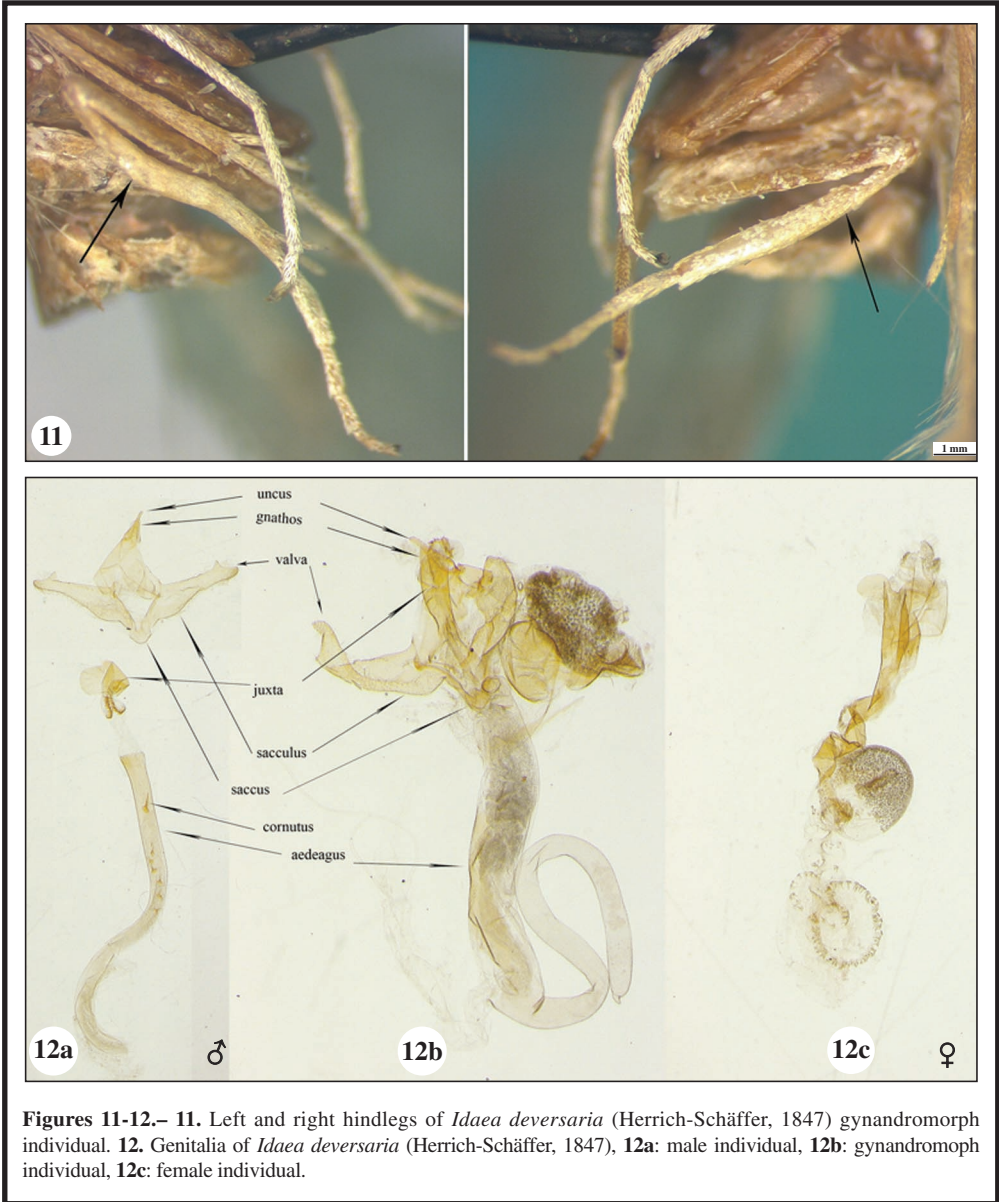 11
1 mm
uncus
gnathos
valva
juxta
sacculus
saccus
cornutus
aedeagus
12a
♂
12b
12c
♀
Figures 11-12.– 11. Left and right hindlegs of Idaea deversaria (Herrich-Schäffer, 1847) gynandromorph
individual. 12. Genitalia of Idaea deversaria (Herrich-Schäffer, 1847), 12a: male individual, 12b: gynandromoph
individual, 12c: female individual.